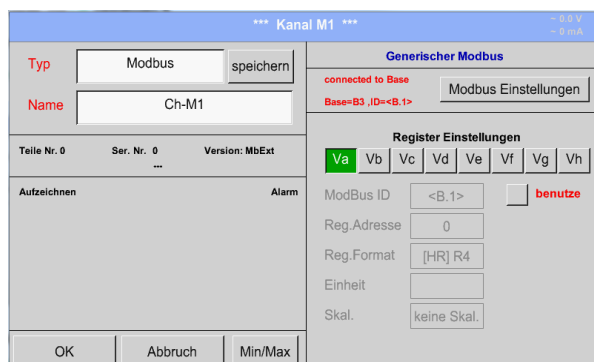 *** Kanal M1 ***
~ 0.0 V
~ 0 mA
Typ
Modbus
speichern
Name
Ch-M1
Teile Nr. 0
Ser. Nr. 0
---
Version: MbExt
Aufzeichnen
Alarm
OK
Abbruch
Min/Max
Generischer Modbus
connected to Base
Base=B3 ,ID=<B.1>
Modbus Einstellungen
Register Einstellungen
Va Vb Vc Vd Ve Vf Vg Vh
ModBus ID <B.1> benutze
Reg.Adresse 0
Reg.Format [HR] R4
Einheit
Skal. keine Skal.